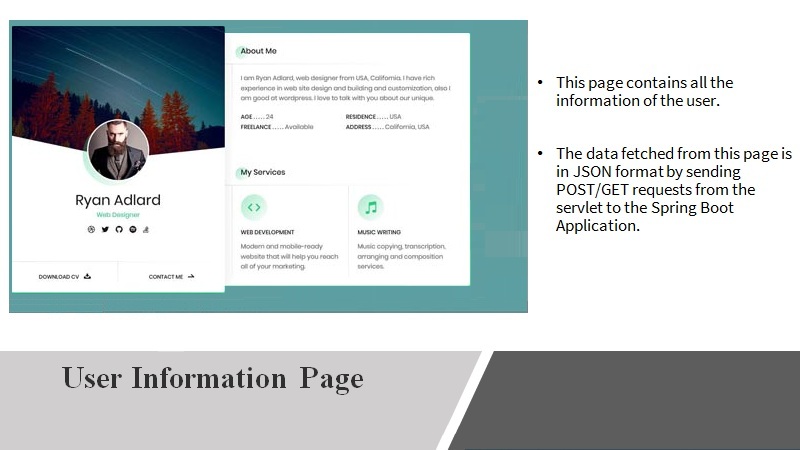 Ryan Adlard
Web Designer
DOWNLOAD CV
CONTACT ME
About Me
I am Ryan Adlard, web designer from USA, California. I have rich
experience in web site design and building and customization, also I
am good at wordpress. I love to talk with you about our unique.
AGE ..... 24
RESIDENCE ..... USA
FREELANCE ..... Available
ADDRESS ..... California, USA
My Services
WEB DEVELOPMENT
Modern and mobile-ready
website that will help you reach
all of your marketing.
MUSIC WRITING
Music copying, transcription,
arranging and composition
services.
• This page contains all the
information of the user.
• The data fetched from this page is
in JSON format by sending
POST/GET requests from the
servlet to the Spring Boot
Application.
User Information Page